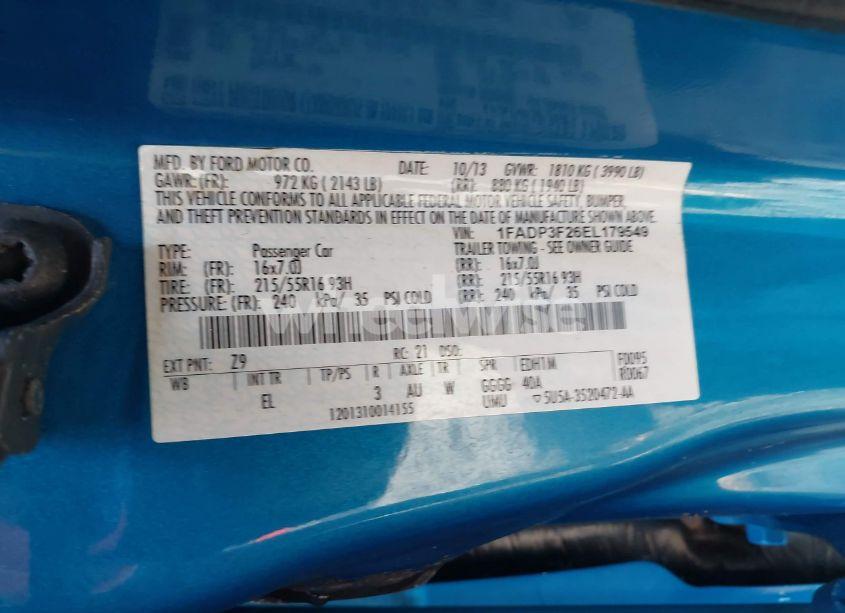 MFD. BY FORD MOTOR CO. DATE: 10/13 GVWR: 1810 KG ( 3990 LB)
GAWR: (FR): 972 KG ( 2143 LB) (RR): 880 KG ( 1940 LB)
THIS VEHICLE CONFORMS TO ALL APPLICABLE FEDERAL MOTOR VEHICLE SAFETY, BUMPER,
AND THEFT PREVENTION STANDARDS IN EFFECT ON THE DATE OF MANUFACTURE SHOWN ABOVE.
VIN: 1FADP3F26EL179549
TYPE: Passenger Car TRAILER TOWING - SEE OWNER GUIDE
RIM: (FR): 16x7.0J (RR): 16x7.0J
TIRE: (FR): 215/55R16 93H (RR): 215/55R16 93H
PRESSURE: (FR): 240 kPa/ 35 PSI COLD (RR): 240 kPa/ 35 PSI COLD
wheelwise
EXT PNT: Z9 RC: 21 DSO: FD095
WB INT TR TP/PS R AXLE TR SPR EDH1M RD067
EL 3 AU W GGGG 40A
1201310014155 UMU ▽5U5A-3520472-AA